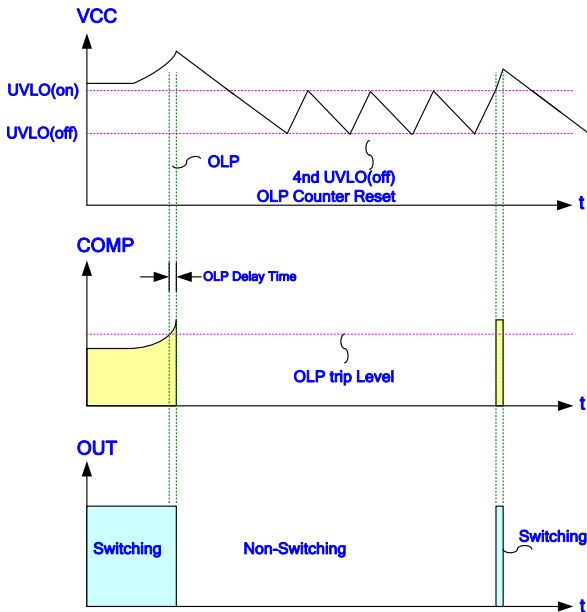 VCC
UVLO(on)
UVLO(off)
OLP
4nd UVLO(off)
OLP Counter Reset
t
COMP
OLP Delay Time
OLP trip Level
t
OUT
Switching
Non-Switching
Switching
t